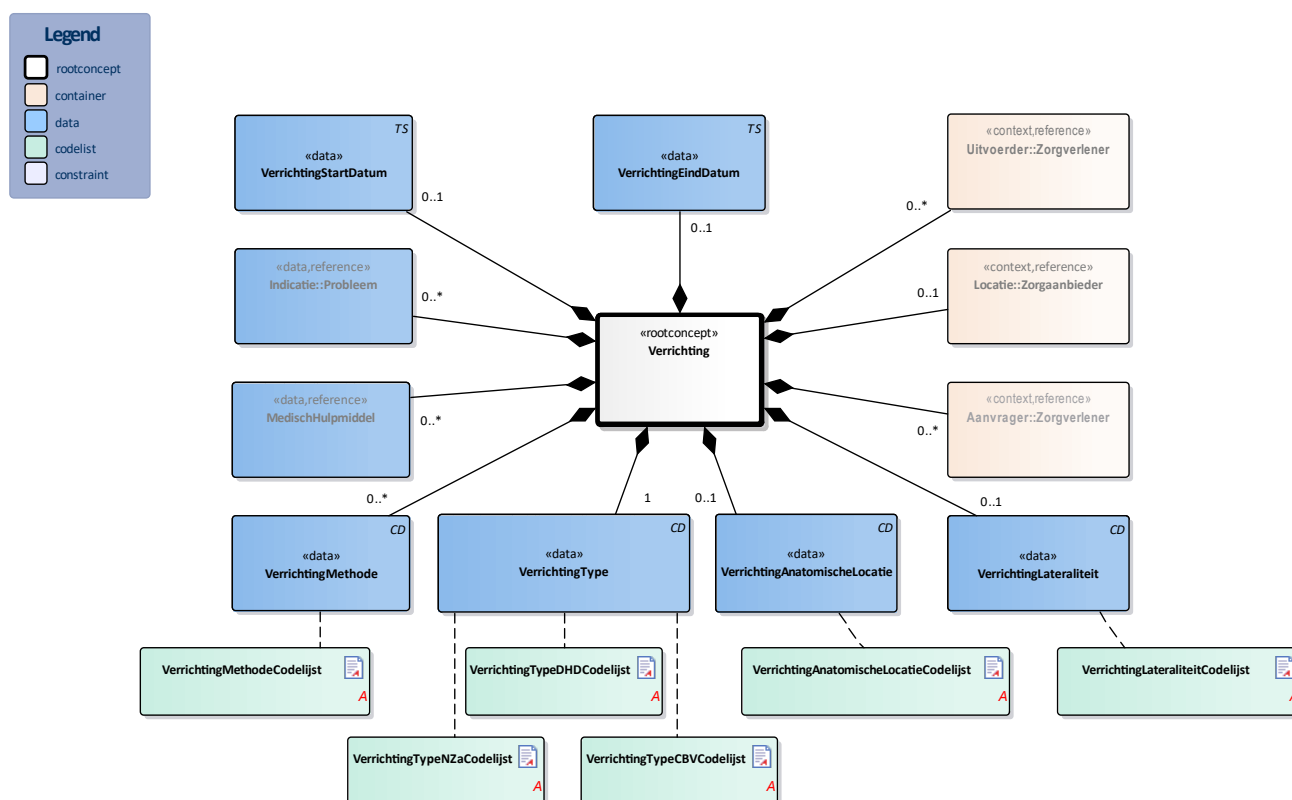 Legend
rootconcept
container
data
codelist
constraint
TS
«data»
VerrichtingStartDatum
0..1
TS
«data»
VerrichtingEindDatum
0..1
«context,reference»
Uitvoerder::Zorgverlener
0..*
«data,reference»
Indicatie::Probleem
0..*
«context,reference»
Locatie::Zorgaanbieder
0..1
«rootconcept»
Verrichting
«data,reference»
MedischHulpmiddel
0..*
«context,reference»
Aanvrager::Zorgverlener
0..*
0..*
1
0..1
0..1
CD
«data»
VerrichtingMethode
CD
«data»
VerrichtingType
CD
«data»
VerrichtingAnatomischeLocatie
CD
«data»
VerrichtingLateraliteit
VerrichtingMethodeCodelijst
A
VerrichtingTypeDHDCodelijst
A
VerrichtingAnatomischeLocatieCodelijst
A
VerrichtingLateraliteitCodelijst
A
VerrichtingTypeNZaCodelijst
A
VerrichtingTypeCBVCodelijst
A